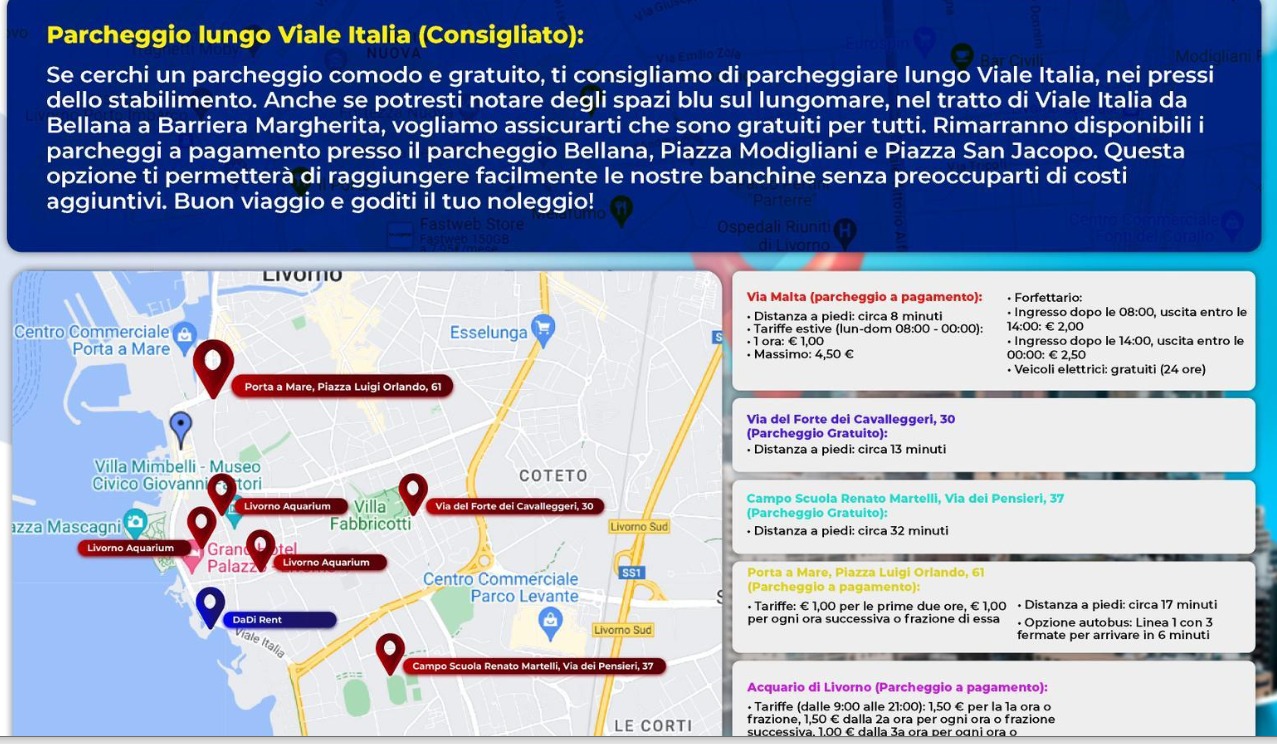 Parcheggio lungo Viale Italia (Consigliato):
Se cerchi un parcheggio comodo e gratuito, ti consigliamo di parcheggiare lungo Viale Italia, nei pressi
dello stabilimento. Anche se potresti notare degli spazi blu sul lungomare, nel tratto di Viale Italia da
Bellana a Barriera Margherita, vogliamo assicurarti che sono gratuiti per tutti. Rimarranno disponibili i
parcheggi a pagamento presso il parcheggio Bellana, Piazza Modigliani e Piazza San Jacopo. Questa
opzione ti permetterà di raggiungere facilmente le nostre banchine senza preoccuparti di costi
aggiuntivi. Buon viaggio e goditi il tuo noleggio!
NUOVA
Via Emilio Zola
Bar Civili
Modigliani
Fastweb Store
Ospedali Riuniti
di Livorno
Parterre
Livorno
Centro Commerciale
Porta a Mare
Esselunga
Porta a Mare, Piazza Luigi Orlando, 61
Villa Mimbelli - Museo
Civico Giovanni Fattori
COTETO
Livorno Aquarium
Villa
Fabbricotti
Via del Forte dei Cavalleggeri, 30
azza Mascagni
Livorno Sud
Livorno Aquarium
Grand Hotel
Livorno Aquarium
Centro Commerciale
Parco Levante
SS1
DaDi Rent
Viale Italia
Livorno Sud
Campo Scuola Renato Martelli, Via dei Pensieri, 37
LE CORTI
Via Malta (parcheggio a pagamento):
• Distanza a piedi: circa 8 minuti
• Tariffe estive (lun-dom 08:00 - 00:00):
• 1 ora: € 1,00
• Massimo: 4,50 €
• Forfettario:
• Ingresso dopo le 08:00, uscita entro le
14:00: € 2,00
• Ingresso dopo le 14:00, uscita entro le
00:00: € 2,50
• Veicoli elettrici: gratuiti (24 ore)
Via del Forte dei Cavalleggeri, 30
(Parcheggio Gratuito):
• Distanza a piedi: circa 13 minuti
Campo Scuola Renato Martelli, Via dei Pensieri, 37
(Parcheggio Gratuito):
• Distanza a piedi: circa 32 minuti
Porta a Mare, Piazza Luigi Orlando, 61
(Parcheggio a pagamento):
• Tariffe: € 1,00 per le prime due ore, € 1,00
per ogni ora successiva o frazione di essa
• Distanza a piedi: circa 17 minuti
• Opzione autobus: Linea 1 con 3
fermate per arrivare in 6 minuti
Acquario di Livorno (Parcheggio a pagamento):
• Tariffe (dalle 9:00 alle 21:00): 1,50 € per la 1a ora o
frazione, 1,50 € dalla 2a ora per ogni ora o frazione
successiva, 1,00 € dalla 3a ora per ogni ora o